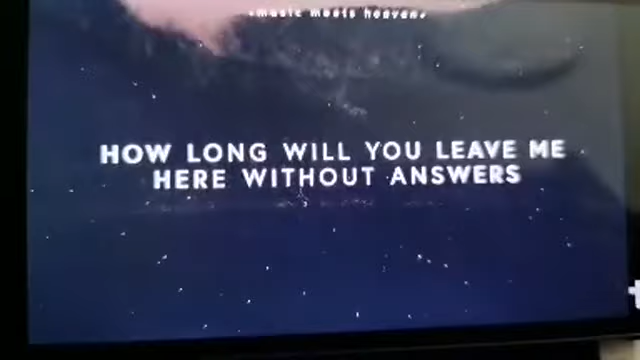 •music meets heaven•
HOW LONG WILL YOU LEAVE ME
HERE WITHOUT ANSWERS